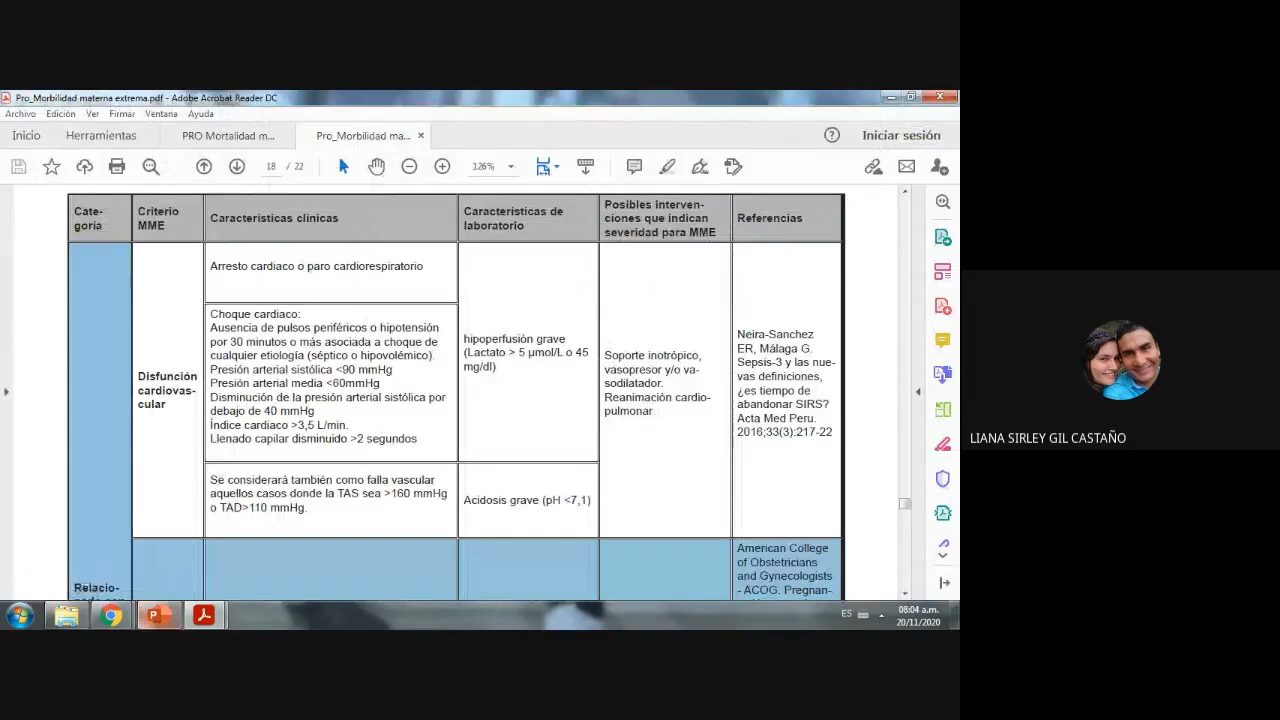 Pro_Morbilidad materna extrema.pdf - Adobe Acrobat Reader DC
Archivo Edición Ver Firmar Ventana Ayuda
Inicio Herramientas PRO Mortalidad m... Pro_Morbilidad ma... × ? Iniciar sesión
18 / 22 126%
Cate-
goría
Criterio
MME
Características clínicas
Características de
laboratorio
Posibles interven-
ciones que indican
severidad para MME
Referencias
Disfunción
cardiovas-
cular
Arresto cardiaco o paro cardiorespiratorio
Choque cardiaco:
Ausencia de pulsos periféricos o hipotensión
por 30 minutos o más asociada a choque de
cualquier etiología (séptico o hipovolémico).
Presión arterial sistólica <90 mmHg
Presión arterial media <60mmHg
Disminución de la presión arterial sistólica por
debajo de 40 mmHg
Índice cardiaco >3,5 L/min.
Llenado capilar disminuido >2 segundos
Se considerará también como falla vascular
aquellos casos donde la TAS sea >160 mmHg
o TAD>110 mmHg.
hipoperfusión grave
(Lactato > 5 μmol/L o 45
mg/dl)
Acidosis grave (pH <7,1)
Soporte inotrópico,
vasopresor y/o va-
sodilatador.
Reanimación cardio-
pulmonar
Neira-Sanchez
ER, Málaga G.
Sepsis-3 y las nue-
vas definiciones,
¿es tiempo de
abandonar SIRS?
Acta Med Peru.
2016;33(3):217-22
Relacio-
American College
of Obstetricians
and Gynecologists
- ACOG. Pregnan-
LIANA SIRLEY GIL CASTAÑO
ES
08:04 a.m.
20/11/2020